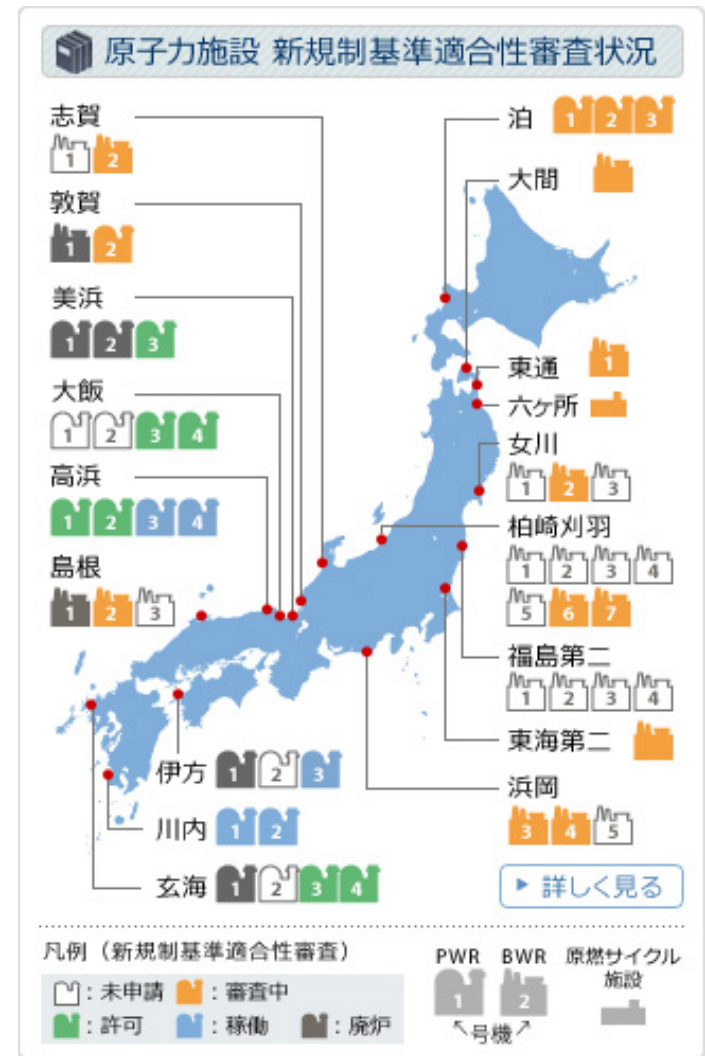 原子力施設 新規制基準適合性審査状況
志賀
1 2
敦賀
1 2
美浜
1 2 3
大飯
1 2 3 4
高浜
1 2 3 4
島根
1 2 3
泊 1 2 3
大間
東通 1
六ヶ所
女川
1 2 3
柏崎刈羽
1 2 3 4
5 6 7
福島第二
1 2 3 4
東海第二
浜岡
3 4 5
伊方 1 2 3
川内 1 2
玄海 1 2 3 4
詳しく見る
凡例（新規制基準適合性審査）
：未申請 ：審査中
：許可 ：稼働 ：廃炉
PWR BWR 原燃サイクル
施設
1 2
号機